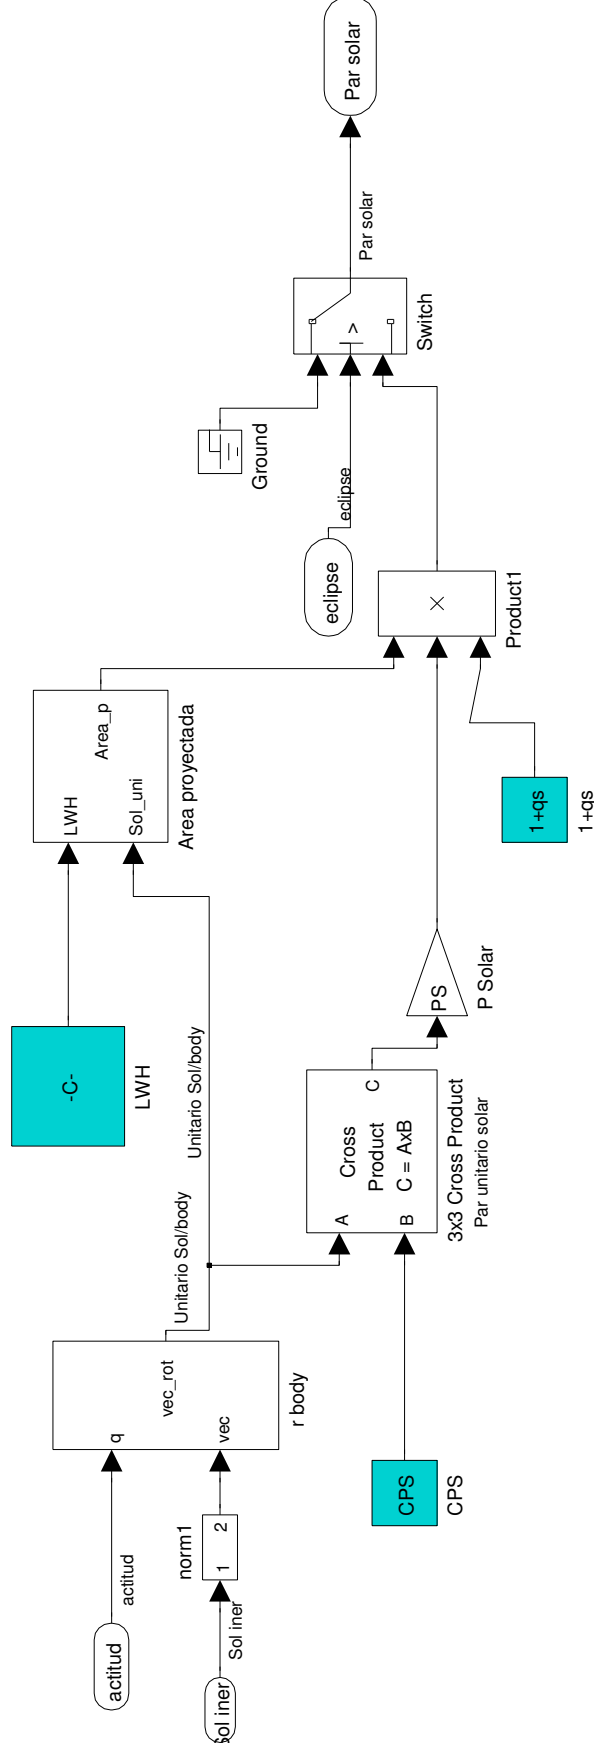 actitud
actitud
Sol iner
Sol iner
norm1
1
2
q
vec
vec_rot
r body
Unitario Sol/body
Unitario Sol/body
CPS
CPS
-C-
LWH
A
B
Cross
Product
C = AxB
C
3x3 Cross Product
Par unitario solar
PS
P Solar
LWH
Sol_uni
Area_p
Area proyectada
1+qs
1+qs
×
Product1
eclipse
eclipse
Ground
>
Switch
Par solar
Par solar